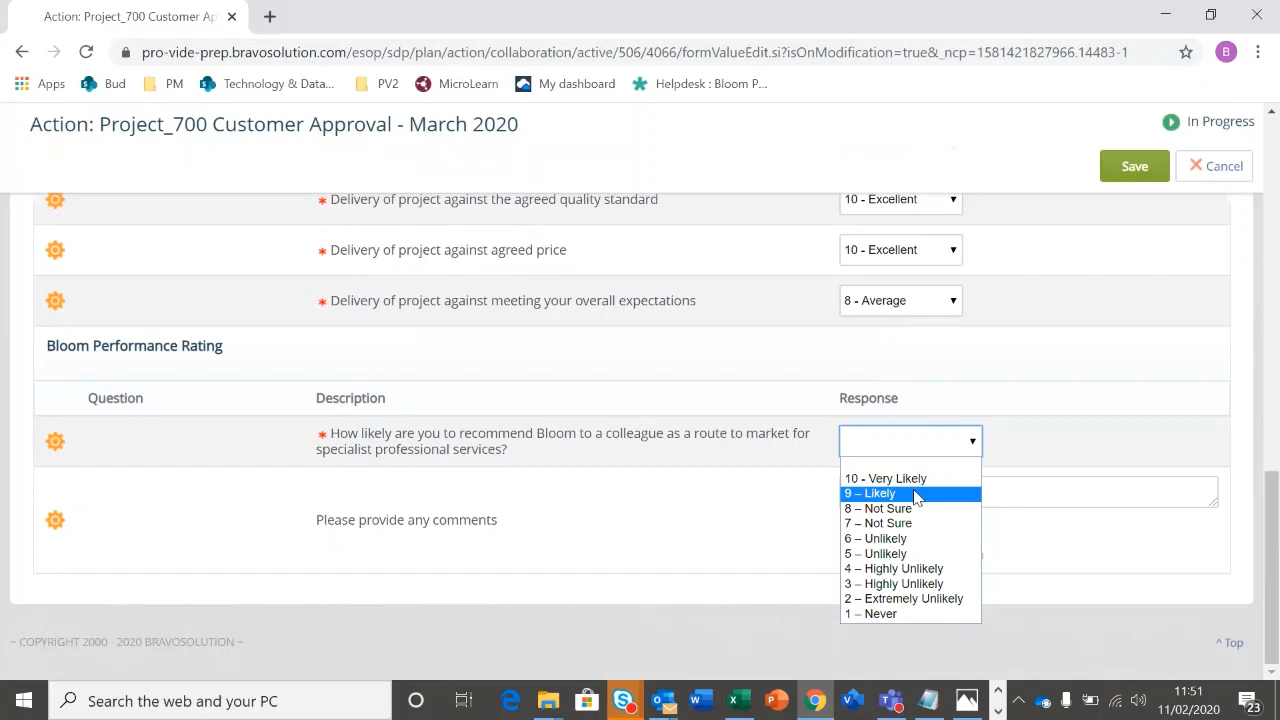 Action: Project_700 Customer Ap
pro-vide-prep.bravosolution.com/esop/sdp/plan/action/collaboration/active/506/4066/formValueEdit.si?isOnModification=true&_ncp=1581421827966.14483-1
B
Apps
Bud
PM
Technology & Data...
PV2
MicroLearn
My dashboard
Helpdesk : Bloom P...
Action: Project_700 Customer Approval - March 2020
In Progress
Save
Cancel
* Delivery of project against the agreed quality standard
10 - Excellent
* Delivery of project against agreed price
10 - Excellent
* Delivery of project against meeting your overall expectations
8 - Average
Bloom Performance Rating
Question
Description
Response
* How likely are you to recommend Bloom to a colleague as a route to market for
specialist professional services?
10 - Very Likely
9 – Likely
8 – Not Sure
7 – Not Sure
6 – Unlikely
5 – Unlikely
4 – Highly Unlikely
3 – Highly Unlikely
2 – Extremely Unlikely
1 – Never
Please provide any comments
~ COPYRIGHT 2000 - 2020 BRAVOSOLUTION ~
^ Top
Search the web and your PC
11:51
11/02/2020
23